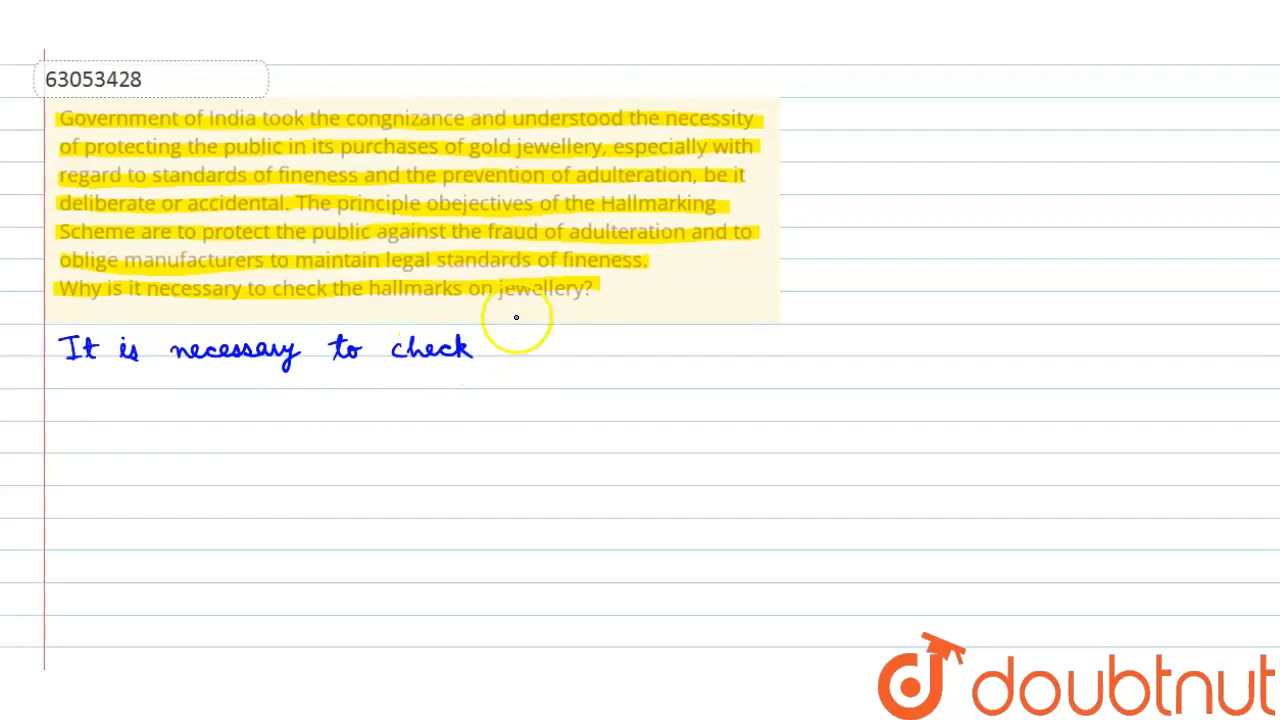 63053428
Government of India took the congnizance and understood the necessity
of protecting the public in its purchases of gold jewellery, especially with
regard to standards of fineness and the prevention of adulteration, be it
deliberate or accidental. The principle obejectives of the Hallmarking
Scheme are to protect the public against the fraud of adulteration and to
oblige manufacturers to maintain legal standards of fineness.
Why is it necessary to check the hallmarks on jewellery?
It is necessary to check
doubtnut